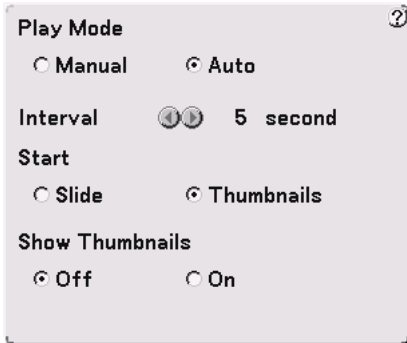 ?
Play Mode
Manual Auto
Interval 5 second
Start
Slide Thumbnails
Show Thumbnails
Off On